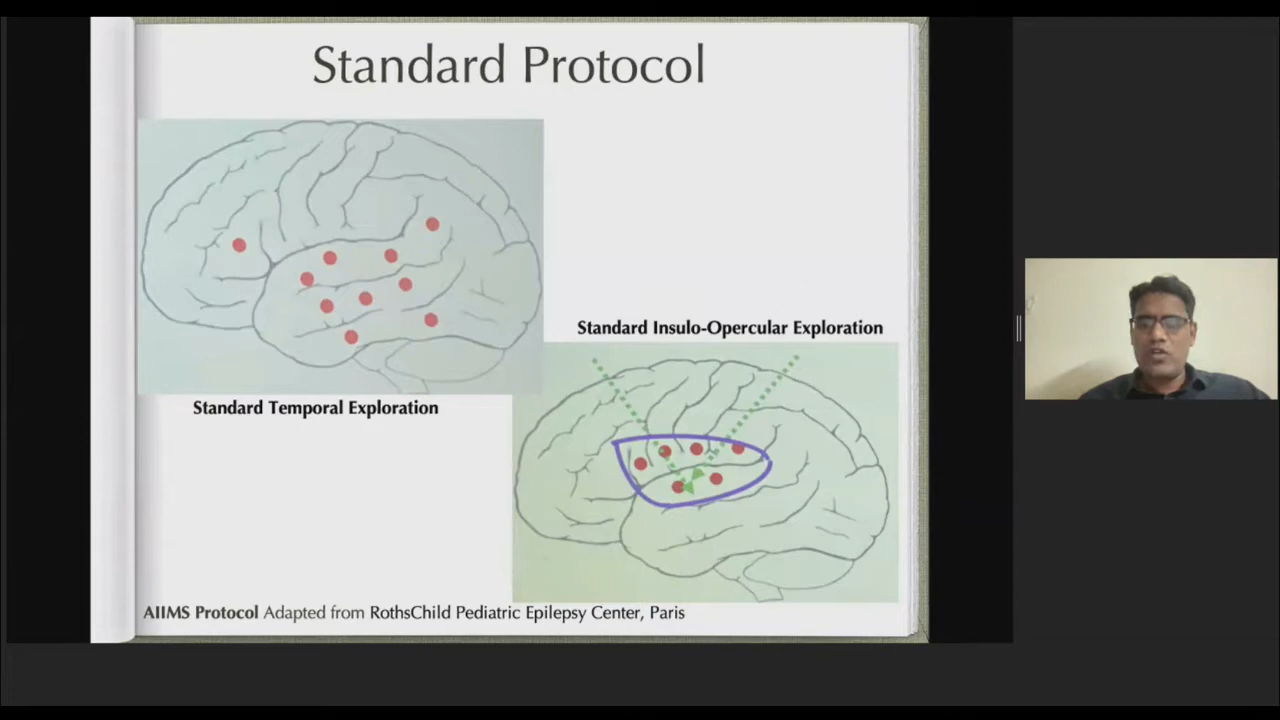 Standard Protocol
Standard Insulo-Opercular Exploration
Standard Temporal Exploration
AIIMS Protocol Adapted from RothsChild Pediatric Epilepsy Center, Paris